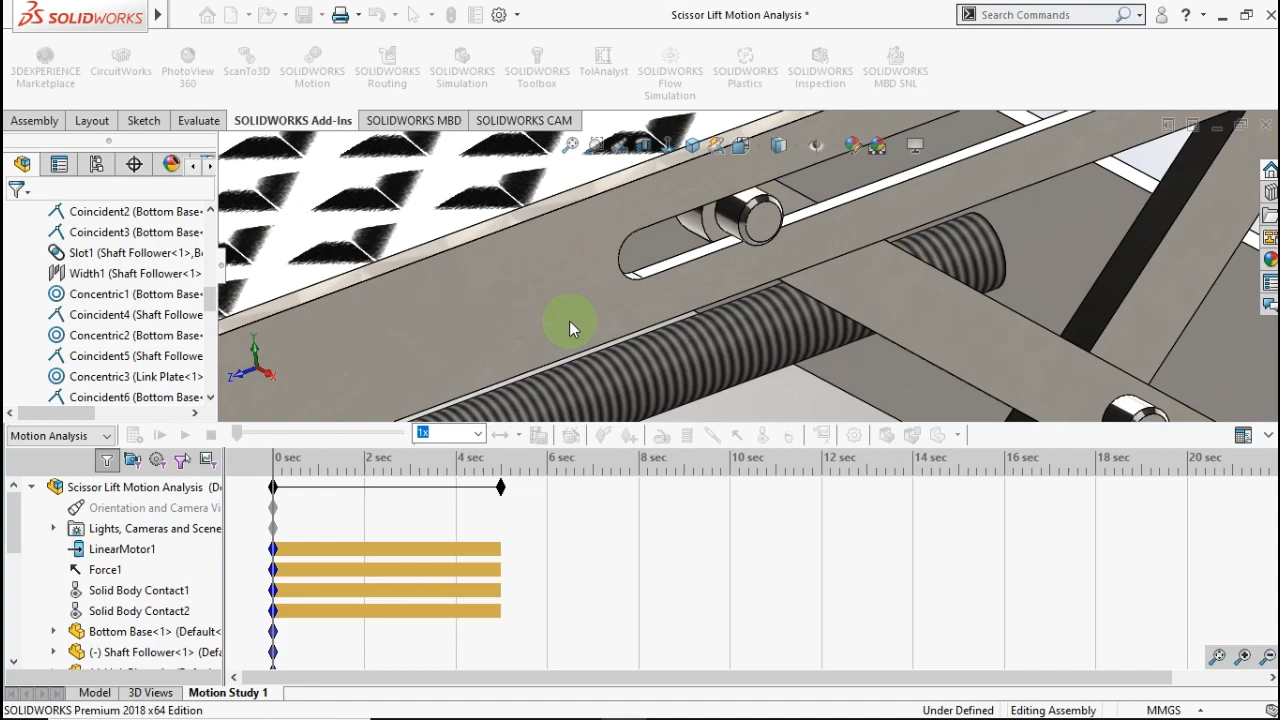 SOLIDWORKS
Scissor Lift Motion Analysis *
Search Commands
3DEXPERIENCE Marketplace
CircuitWorks
PhotoView 360
ScanTo3D
SOLIDWORKS Motion
SOLIDWORKS Routing
SOLIDWORKS Simulation
SOLIDWORKS Toolbox
TolAnalyst
SOLIDWORKS Flow Simulation
SOLIDWORKS Plastics
SOLIDWORKS Inspection
SOLIDWORKS MBD SNL
Assembly Layout Sketch Evaluate SOLIDWORKS Add-Ins SOLIDWORKS MBD SOLIDWORKS CAM
Coincident2 (Bottom Base
Coincident3 (Bottom Base
Slot1 (Shaft Follower<1>,Bo
Width1 (Shaft Follower<1>
Concentric1 (Bottom Base
Coincident4 (Shaft Followe
Concentric2 (Bottom Base
Coincident5 (Shaft Followe
Concentric3 (Link Plate<1>
Coincident6 (Bottom Base
Y
Z
X
Motion Analysis
1x
0 sec 2 sec 4 sec 6 sec 8 sec 10 sec 12 sec 14 sec 16 sec 18 sec 20 sec
Scissor Lift Motion Analysis (D
Orientation and Camera Vi
Lights, Cameras and Scene
LinearMotor1
Force1
Solid Body Contact1
Solid Body Contact2
Bottom Base<1> (Default<
(-) Shaft Follower<1> (Defa
Model 3D Views Motion Study 1
SOLIDWORKS Premium 2018 x64 Edition
Under Defined Editing Assembly MMGS